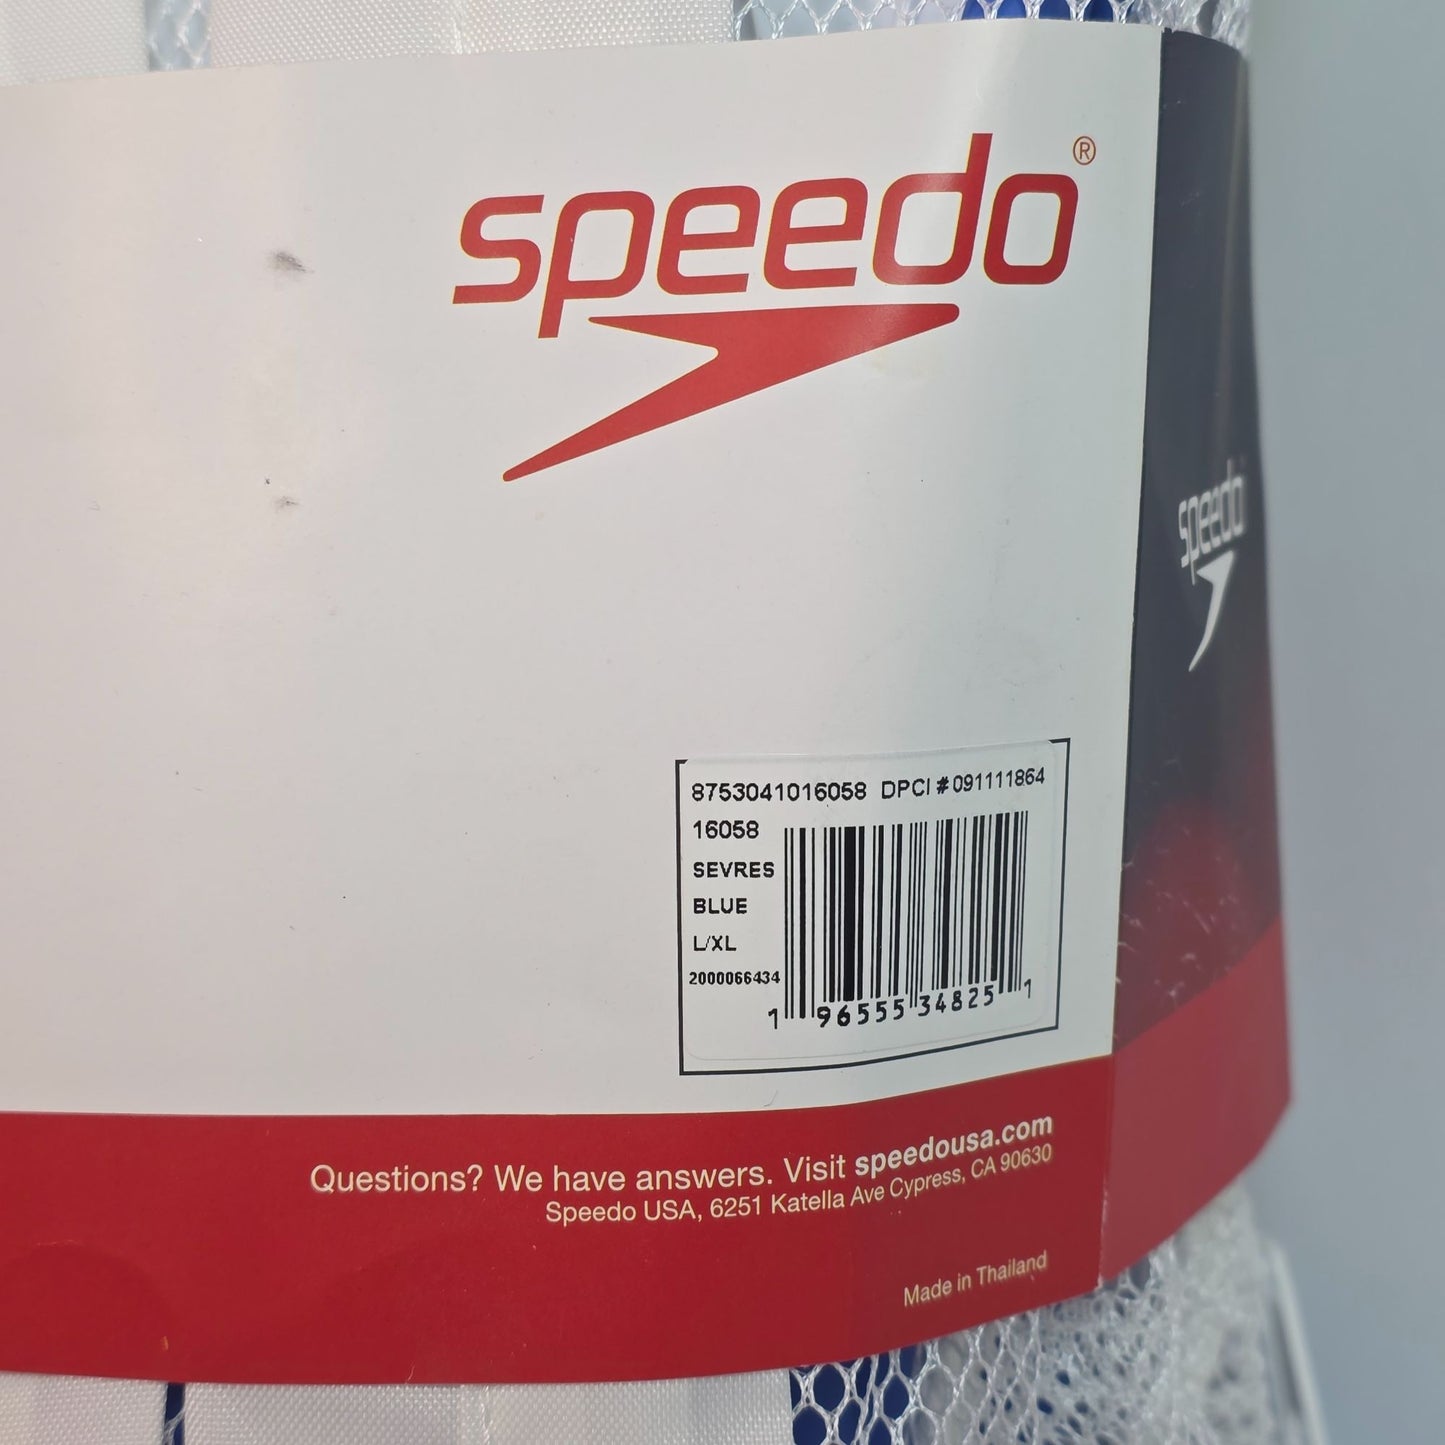 speedo®
speedo
8753041016058 DPCI # 091111864
16058
SEVRES
BLUE
L/XL
2000066434
1 96555 34825 1
Questions? We have answers. Visit speedousa.com
Speedo USA, 6251 Katella Ave Cypress, CA 90630
Made in Thailand